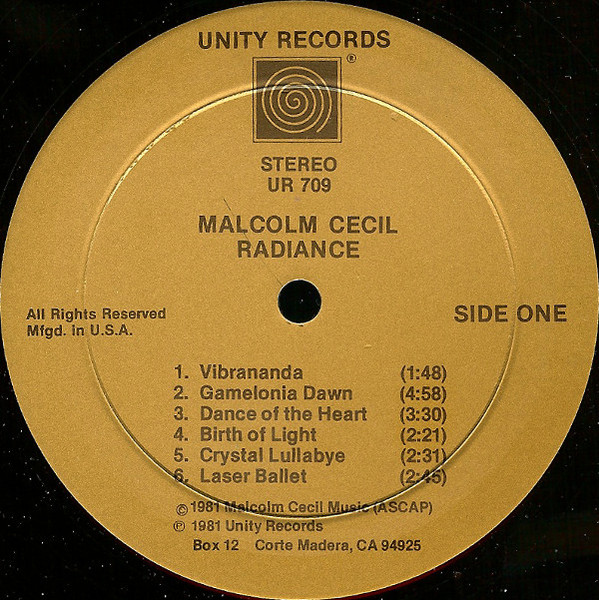 UNITY RECORDS
®
STEREO
UR 709
MALCOLM CECIL
RADIANCE
All Rights Reserved
Mfgd. in U.S.A.
SIDE ONE
1. Vibrananda (1:48)
2. Gamelonia Dawn (4:58)
3. Dance of the Heart (3:30)
4. Birth of Light (2:21)
5. Crystal Lullabye (2:31)
6. Laser Ballet (2:45)
© 1981 Malcolm Cecil Music (ASCAP)
℗ 1981 Unity Records
Box 12 Corte Madera, CA 94925